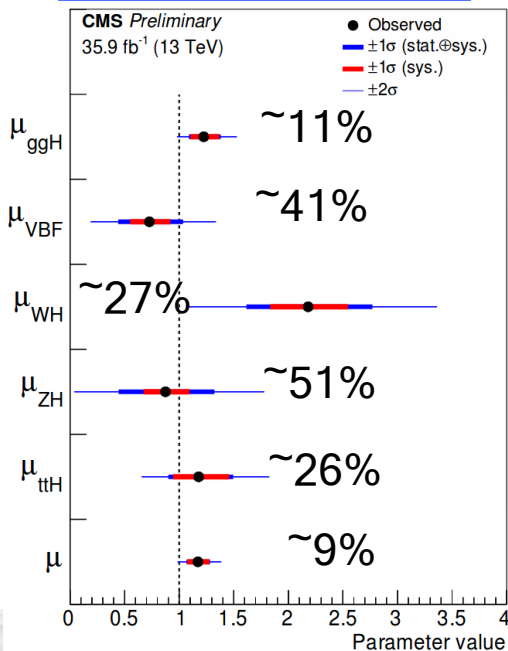 CMS Preliminary
35.9 fb⁻¹ (13 TeV)
Observed
±1σ (stat.⊕sys.)
±1σ (sys.)
±2σ
μggH ~11%
μVBF ~41%
μWH ~27%
μZH ~51%
μttH ~26%
μ ~9%
0 0.5 1 1.5 2 2.5 3 3.5 4
Parameter value